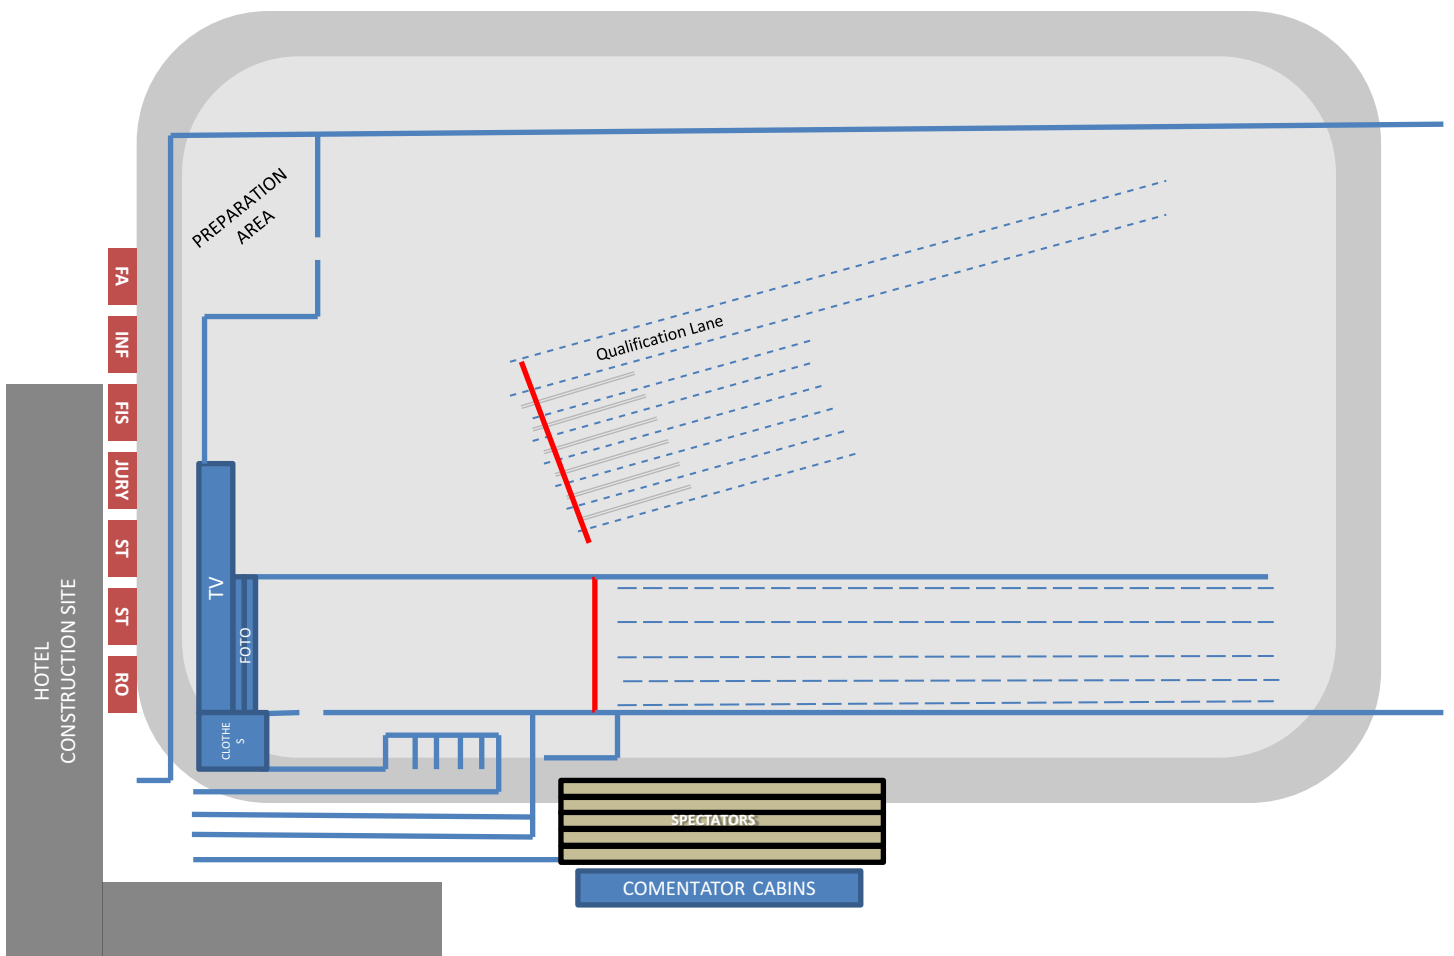 PREPARATION
AREA
FA
INF
FIS
JURY
ST
ST
RO
Qualification Lane
TV
FOTO
CLOTHE
S
HOTEL
CONSTRUCTION SITE
SPECTATORS
COMENTATOR CABINS